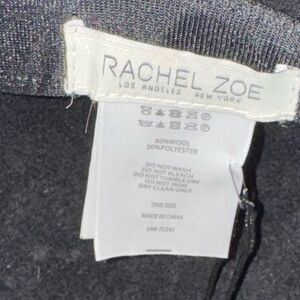 RACHEL ZOE
LOS ANGELES NEW YORK
80%WOOL
20%POLYESTER
DO NOT WASH
DO NOT BLEACH
DO NOT TUMBLE DRY
DO NOT IRON
DRY CLEAN ONLY
ONE SIZE
MADE IN CHINA